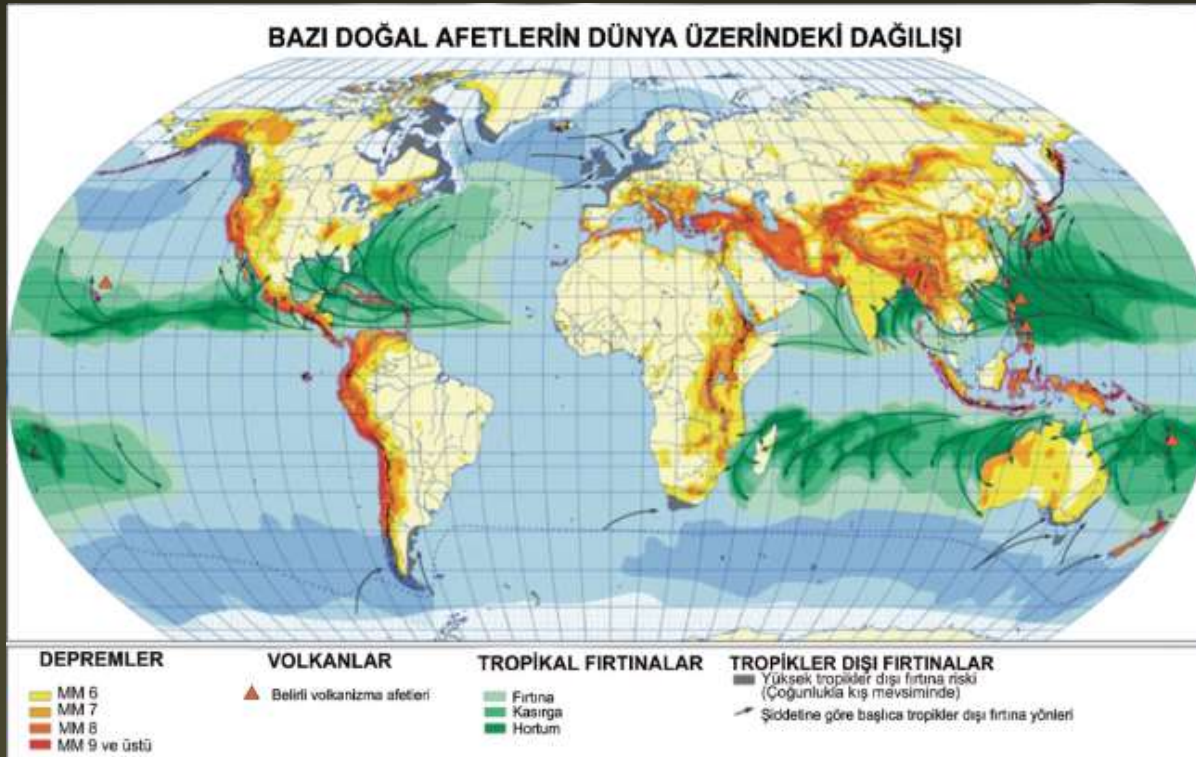 BAZI DOĞAL AFETLERİN DÜNYA ÜZERİNDEKİ DAĞILIŞI
DEPREMLER
MM 6
MM 7
MM 8
MM 9 ve üstü
VOLKANLAR
Belirli volkanizma afetleri
TROPIKAL FIRTINALAR
Fırtına
Kasırga
Hortum
TROPİKLER DIŞI FIRTINALAR
Yüksek tropikler dışı fırtına riski
(Çoğunlukla kış mevsiminde)
Şiddetine göre başlıca tropikler dışı fırtına yönleri